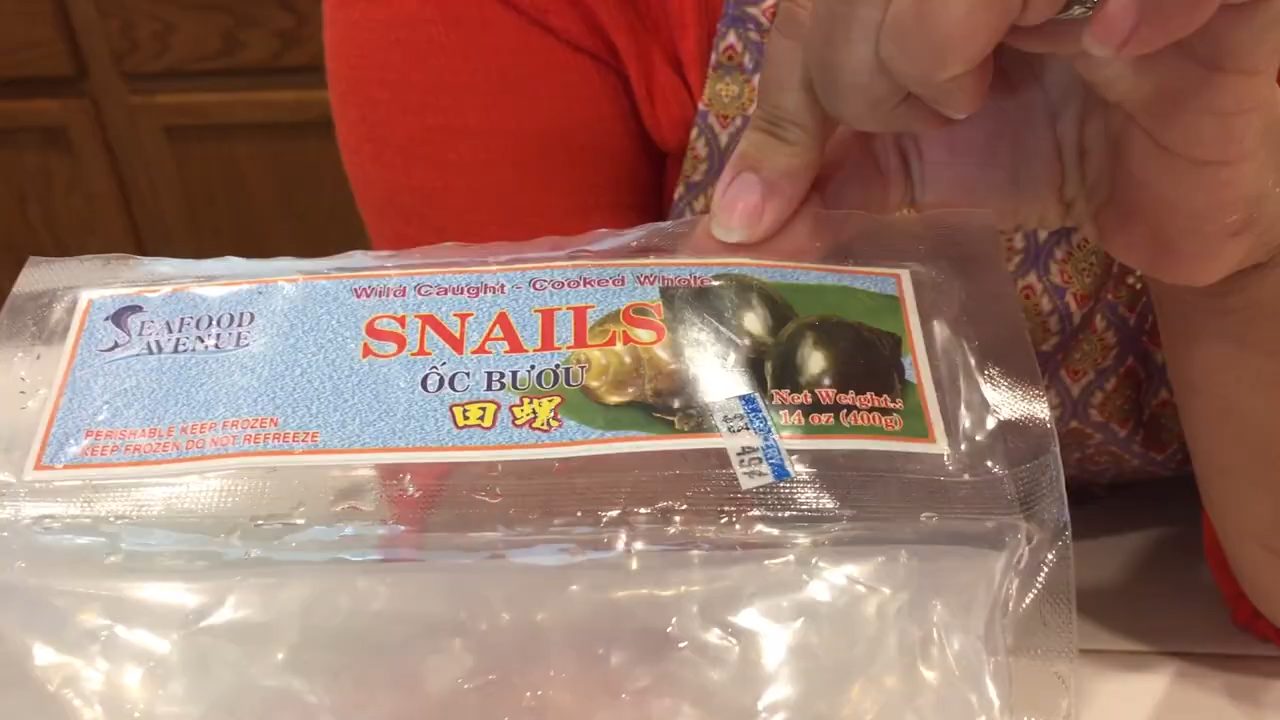 SEAFOOD
AVENUE
Wild Caught - Cooked Whole
SNAILS
ỐC BƯƠU
田螺
PERISHABLE KEEP FROZEN
KEEP FROZEN DO NOT REFREEZE
Net Weight.:
14 oz (400g)